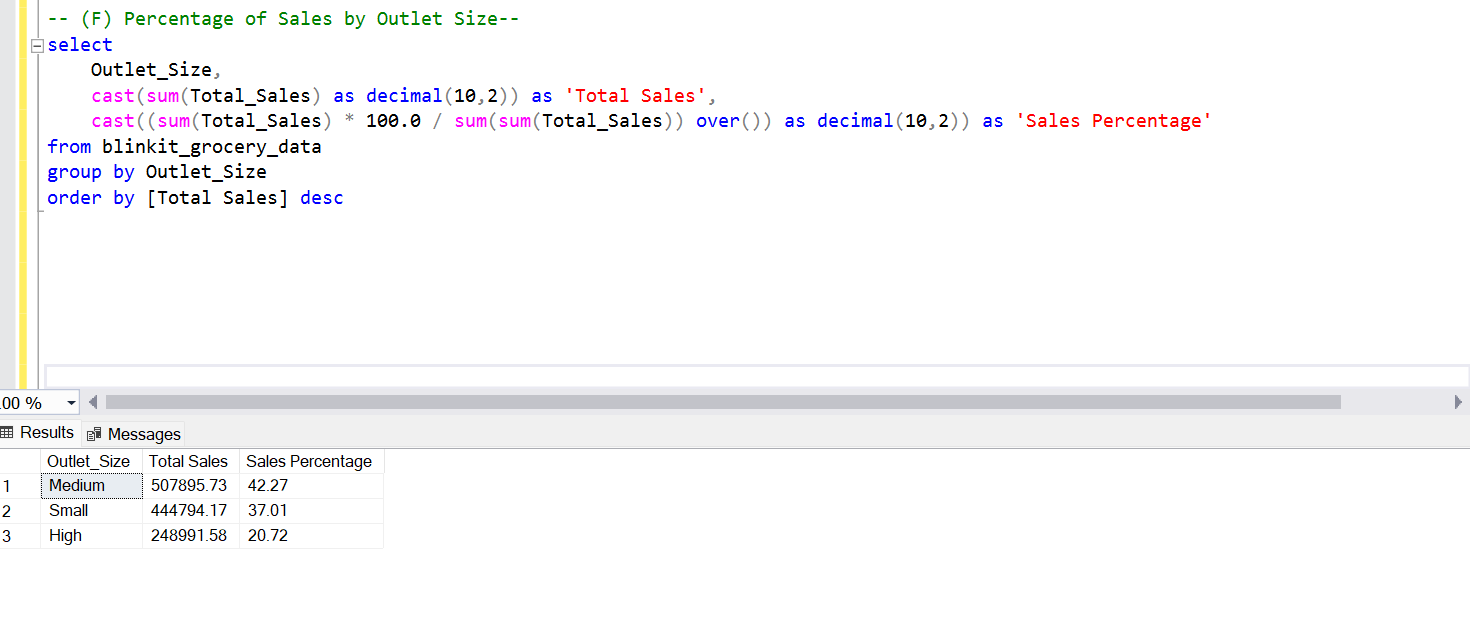 -- (F) Percentage of Sales by Outlet Size--
select
Outlet_Size,
cast(sum(Total_Sales) as decimal(10,2)) as 'Total Sales',
cast((sum(Total_Sales) * 100.0 / sum(sum(Total_Sales)) over()) as decimal(10,2)) as 'Sales Percentage'
from blinkit_grocery_data
group by Outlet_Size
order by [Total Sales] desc
.00 %
Results Messages
Outlet_Size Total Sales Sales Percentage
1 Medium 507895.73 42.27
2 Small 444794.17 37.01
3 High 248991.58 20.72